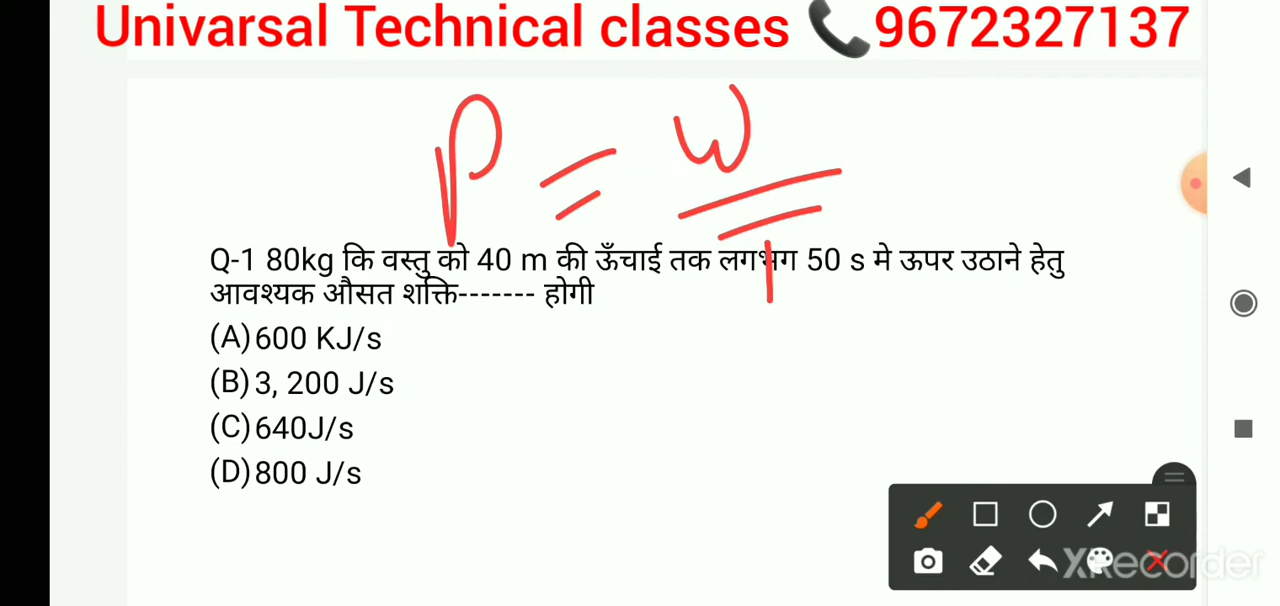 Univarsal Technical classes 📞9672327137
P = W
T
Q-1 80kg कि वस्तु को 40 m की ऊँचाई तक लगभग 50 s मे ऊपर उठाने हेतु
आवश्यक औसत शक्ति------- होगी
(A)600 KJ/s
(B)3, 200 J/s
(C)640J/s
(D)800 J/s
XRecorder